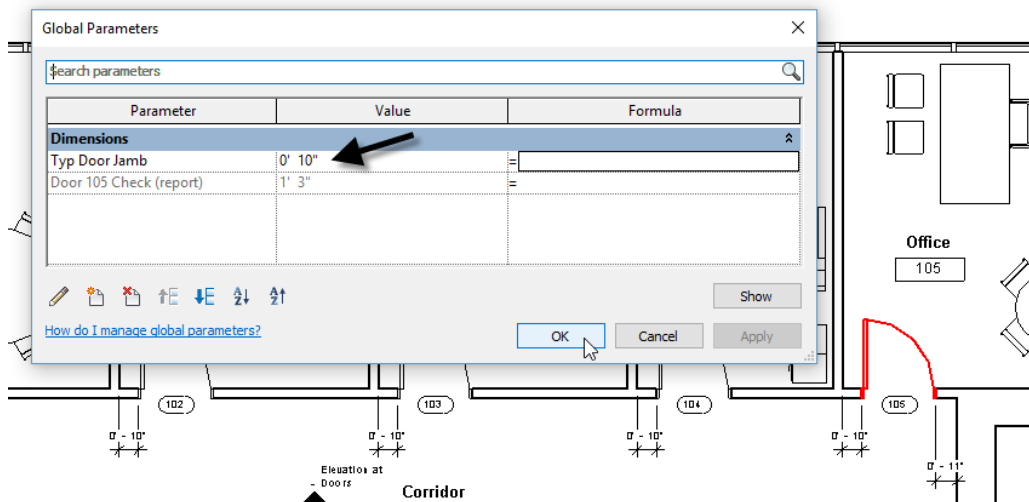 Global Parameters
Search parameters
Parameter Value Formula
Dimensions
Typ Door Jamb 0' 10" =
Door 105 Check (report) 1' 3" =
Show
How do I manage global parameters?
OK Cancel Apply
Office
105
102 103 104 105
0' - 10" 0' - 10" 0' - 10" 0' - 10"
0' - 11"
Elevation at
- Doors
Corridor